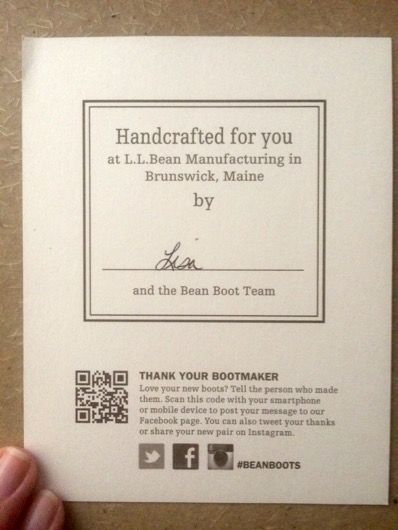 Handcrafted for you
at L.L.Bean Manufacturing in
Brunswick, Maine
by
Lisa
and the Bean Boot Team
THANK YOUR BOOTMAKER
Love your new boots? Tell the person who made
them. Scan this code with your smartphone
or mobile device to post your message to our
Facebook page. You can also tweet your thanks
or share your new pair on Instagram.
#BEANBOOTS